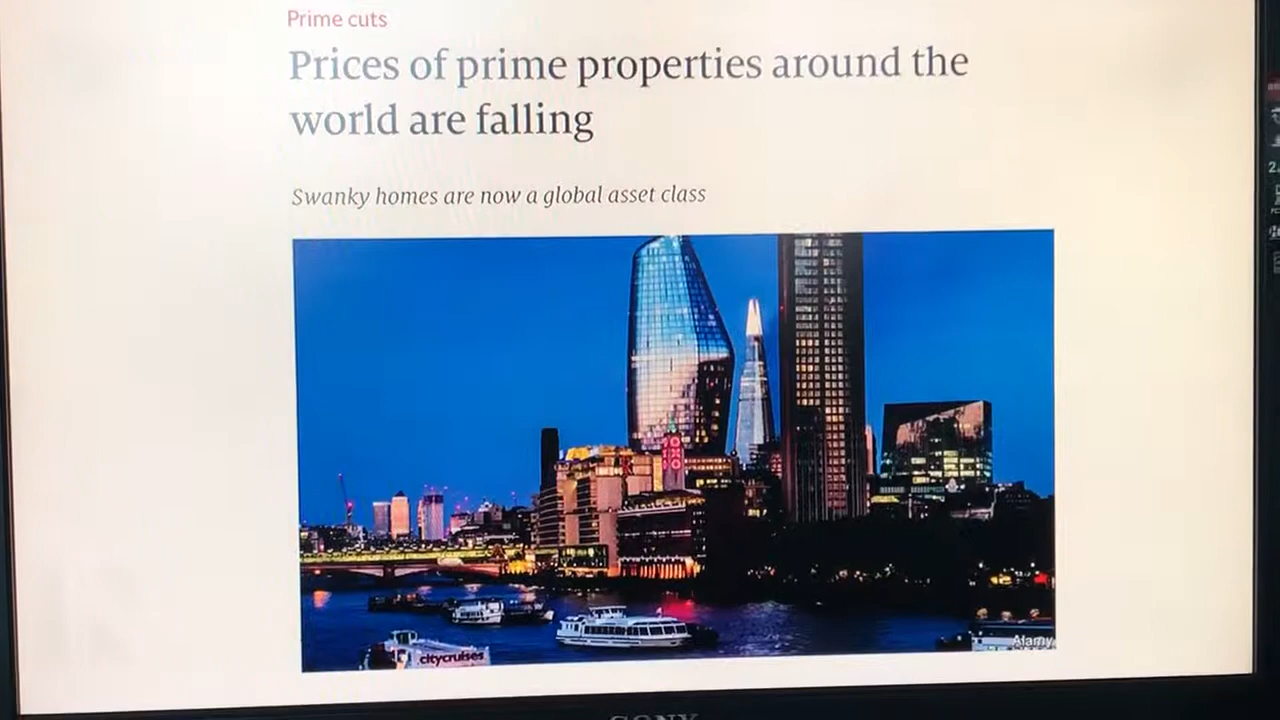 Prime cuts
Prices of prime properties around the
world are falling
Swanky homes are now a global asset class
OXO
citycruises
Alamy
SONY